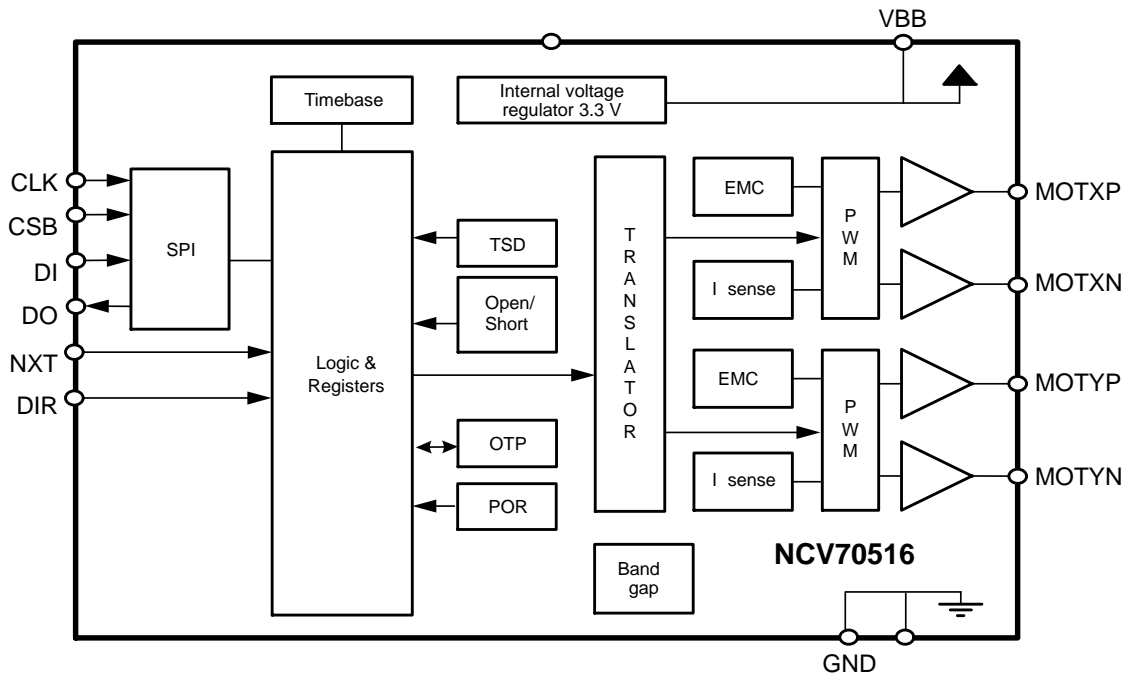 VBB
Timebase
Internal voltage
regulator 3.3 V
CLK
CSB
DI
DO
NXT
DIR
SPI
Logic &
Registers
TSD
Open/
Short
OTP
POR
T
R
A
N
S
L
A
T
O
R
EMC
I sense
P
W
M
EMC
I sense
P
W
M
MOTXP
MOTXN
MOTYP
MOTYN
Band
gap
NCV70516
GND